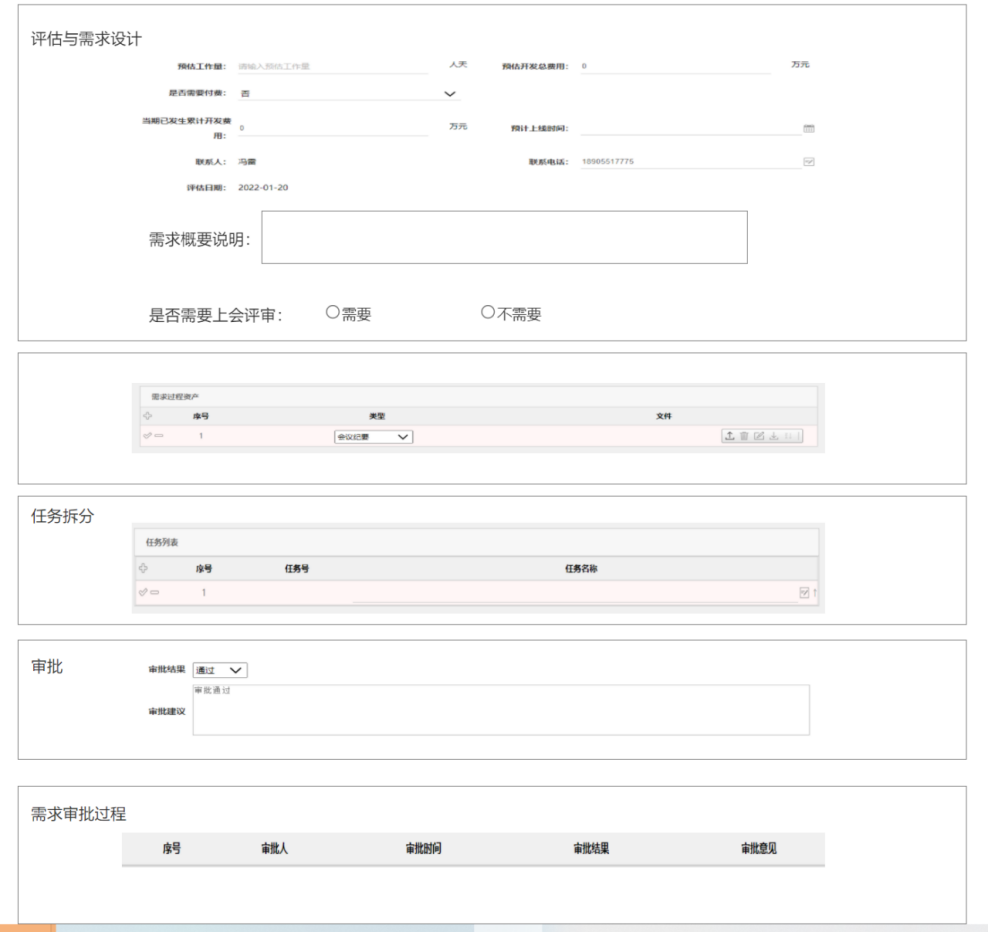 评估与需求设计
预估工作量： 请输入预估工作量 人天 预估开发总费用： 0 万元
是否需要付费： 否
当期已发生累计开发费用： 0 万元 预计上线时间：
联系人： 冯 联系电话： 18905517775
评估日期： 2022-01-20
需求概要说明：
是否需要上会评审： 需要 不需要
需求过程资产
序号 类型 文件
1 会议纪要
任务拆分
任务列表
序号 任务号 任务名称
1
审批
审批结果 通过
审批通过
审批建议
需求审批过程
序号 审批人 审批时间 审批结果 审批意见